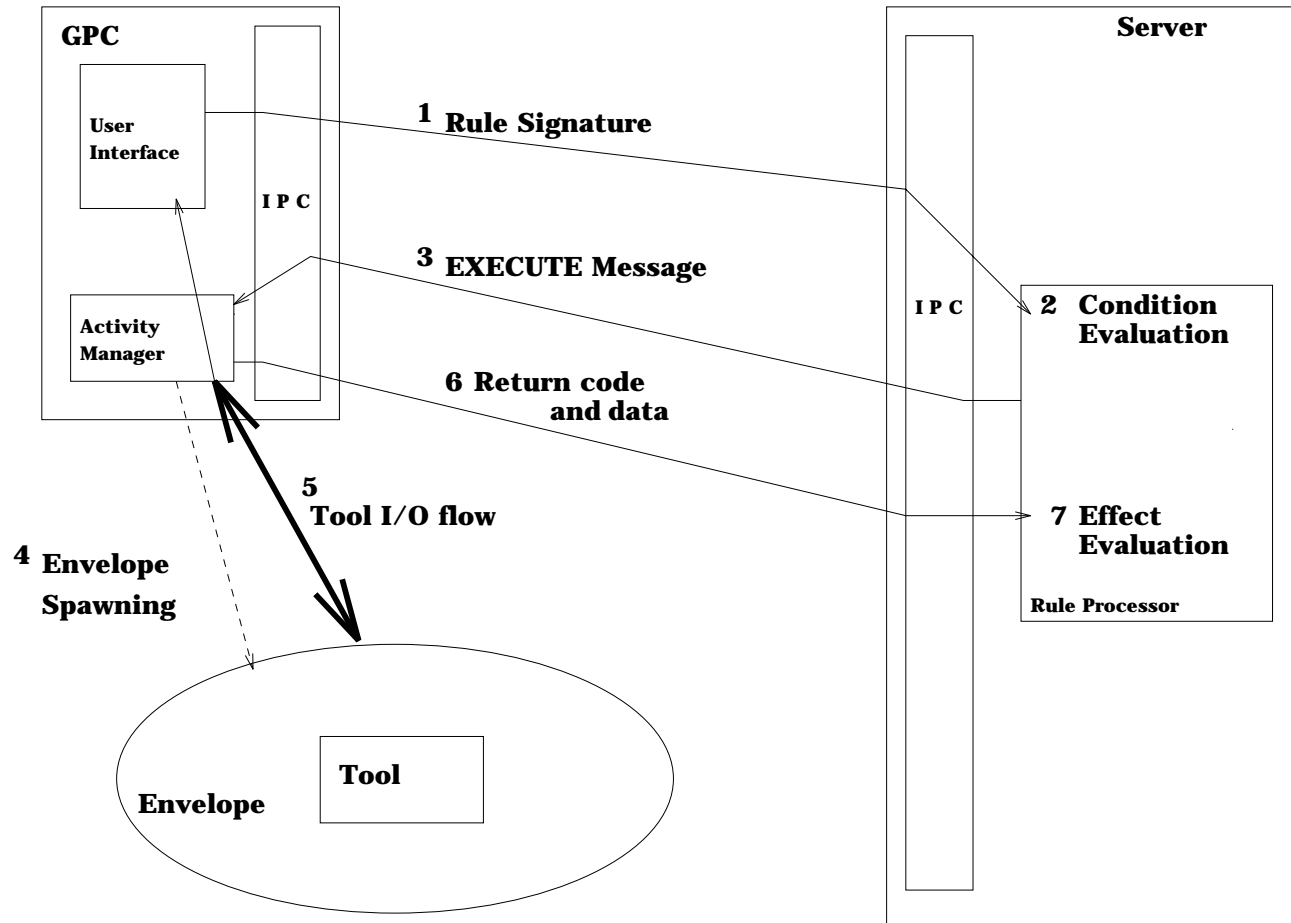 GPC
Server
User
Interface
I P C
1 Rule Signature
3 EXECUTE Message
I P C
2 Condition
Evaluation
Activity
Manager
6 Return code
and data
5
Tool I/O flow
7 Effect
Evaluation
4 Envelope
Spawning
Rule Processor
Tool
Envelope